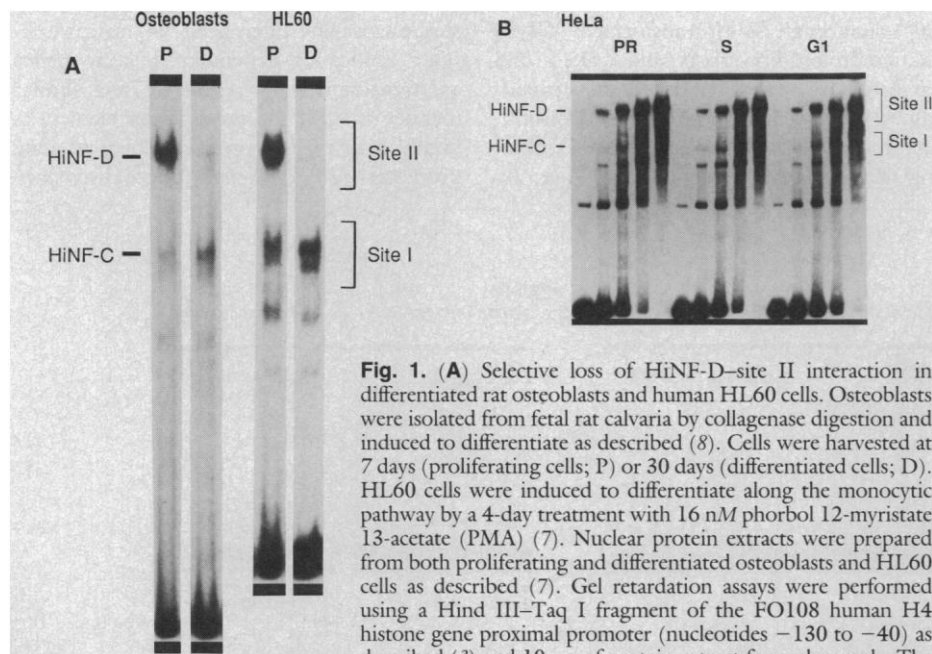 Osteoblasts HL60
P D P D
A
HiNF-D
Site II
HiNF-C
Site I
B
HeLa
PR S G1
HiNF-D
Site II
HiNF-C
Site I
Fig. 1. (A) Selective loss of HiNF-D–site II interaction in
differentiated rat osteoblasts and human HL60 cells. Osteoblasts
were isolated from fetal rat calvaria by collagenase digestion and
induced to differentiate as described (8). Cells were harvested at
7 days (proliferating cells; P) or 30 days (differentiated cells; D).
HL60 cells were induced to differentiate along the monocytic
pathway by a 4-day treatment with 16 nM phorbol 12-myristate
13-acetate (PMA) (7). Nuclear protein extracts were prepared
from both proliferating and differentiated osteoblasts and HL60
cells as described (7). Gel retardation assays were performed
using a Hind III–Taq I fragment of the FO108 human H4
histone gene proximal promoter (nucleotides −130 to −40) as